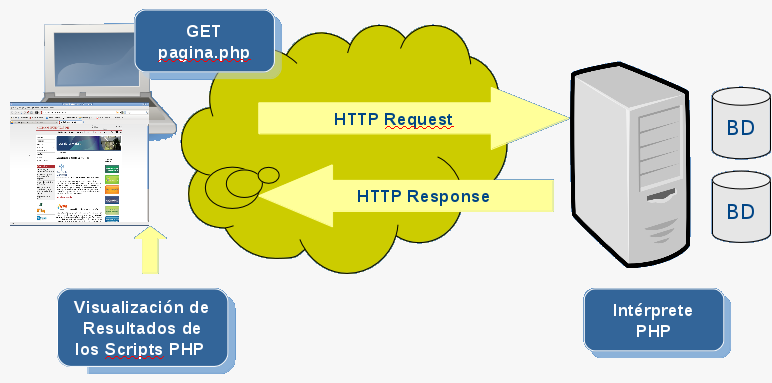 GET
pagina.php
HTTP Request
HTTP Response
BD
BD
Visualización de
Resultados de
los Scripts PHP
Intérprete
PHP